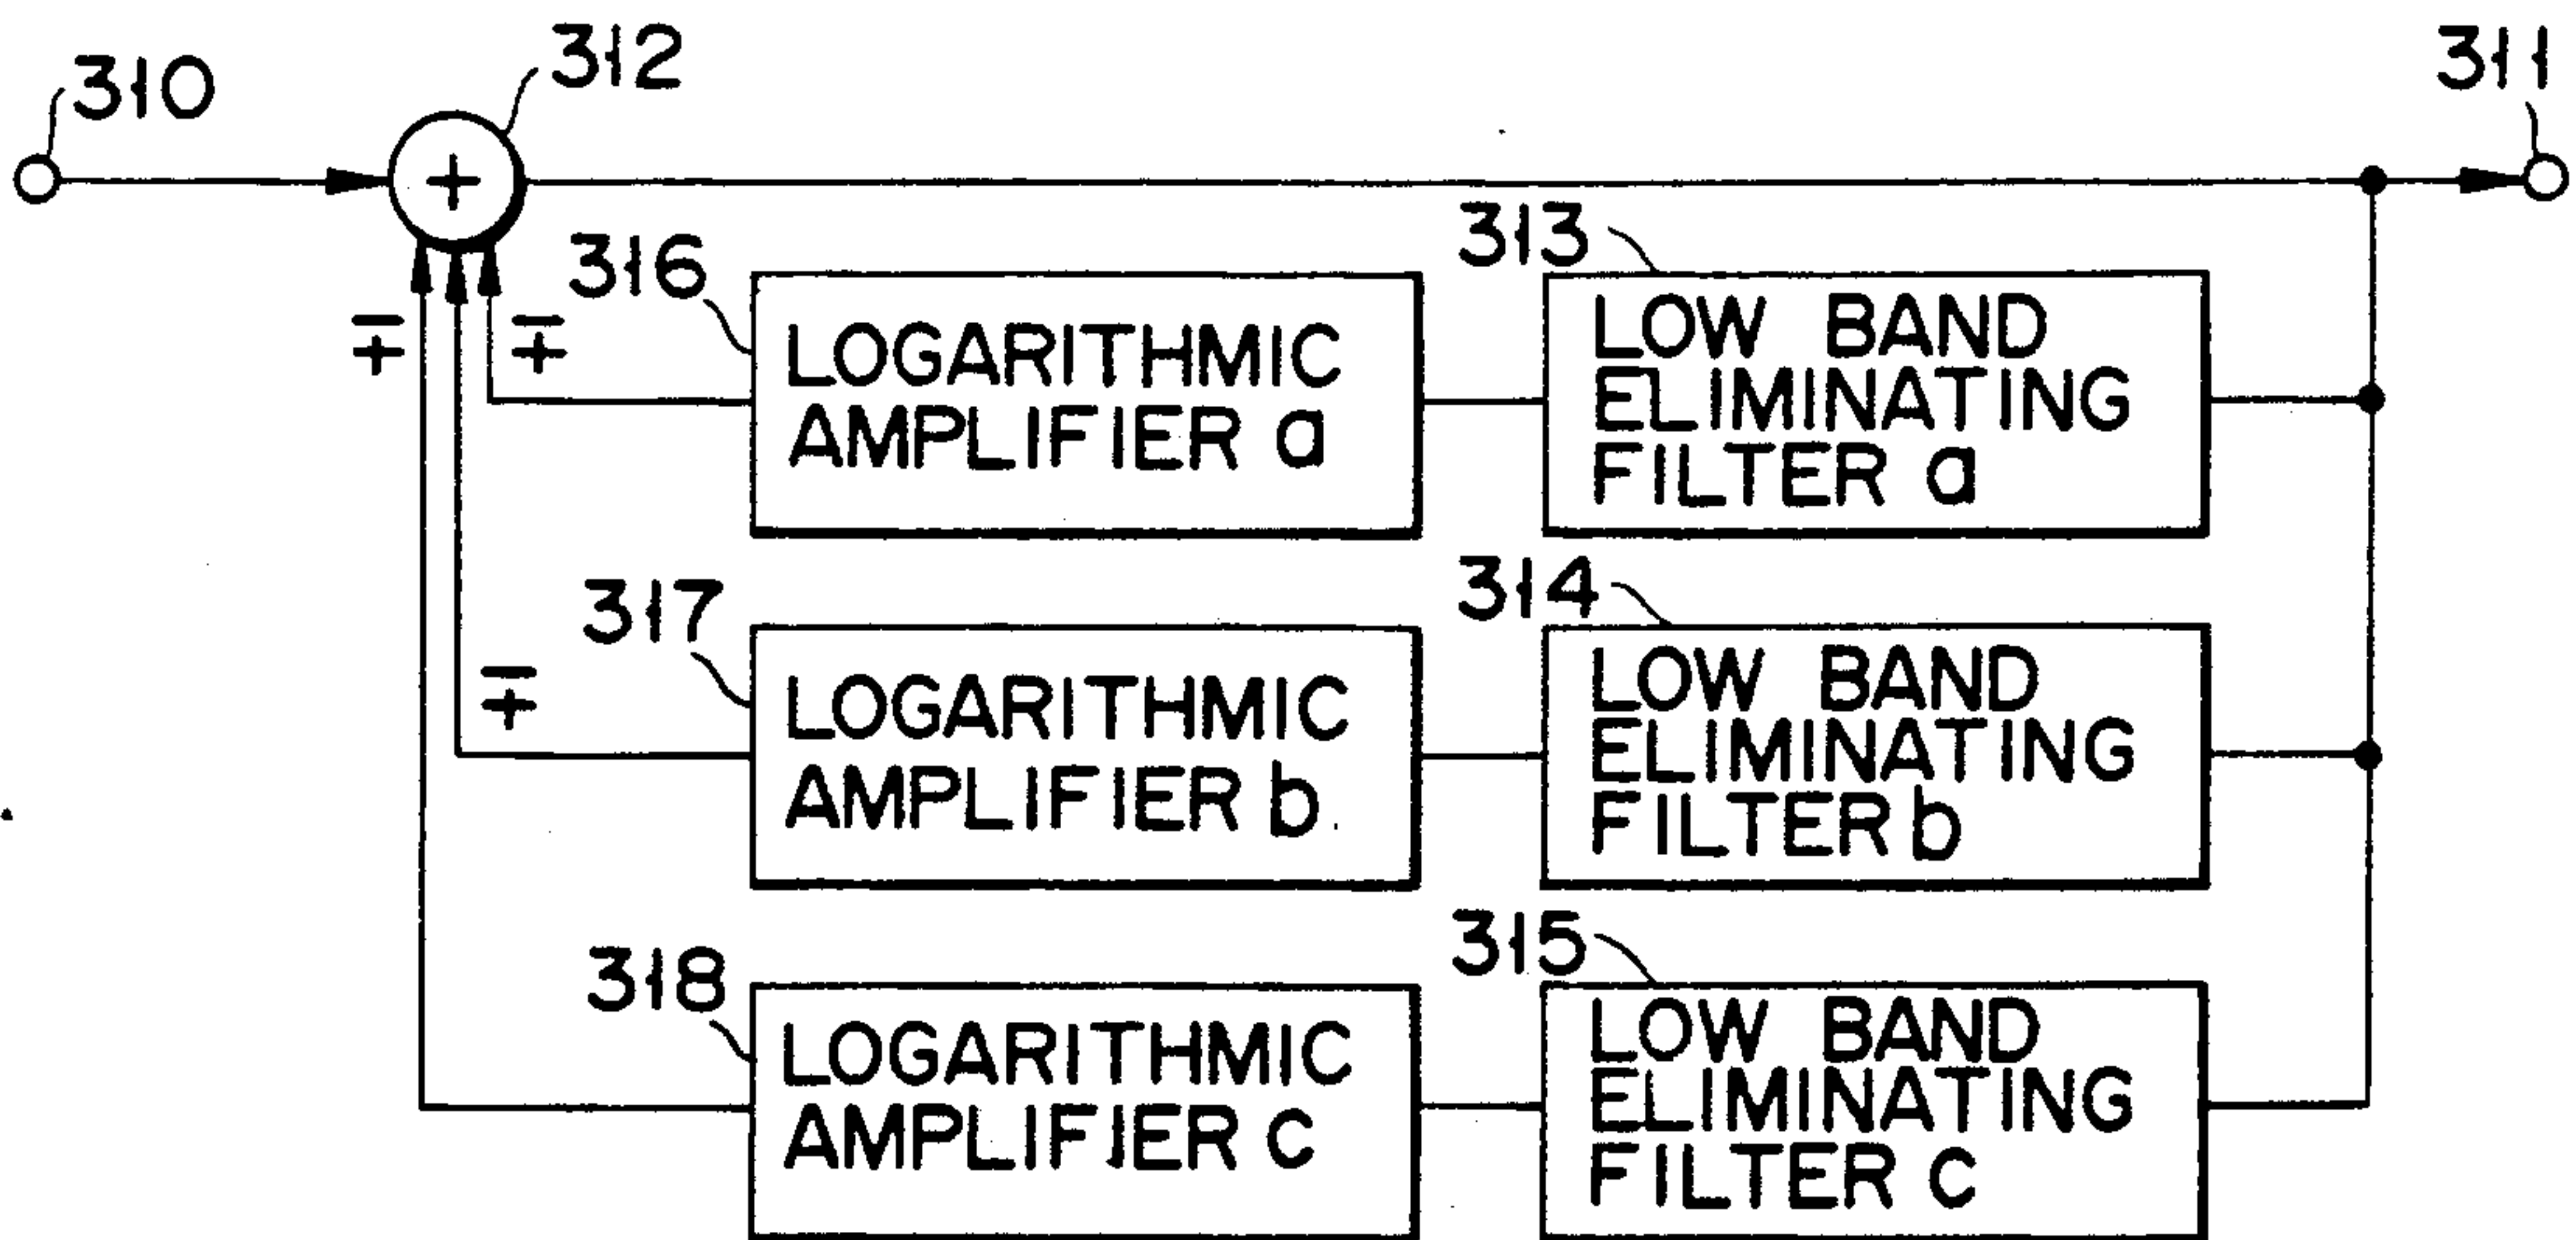 310
312
311
+
∓
∓
316
LOGARITHMIC
AMPLIFIER a
313
LOW BAND
ELIMINATING
FILTER a
∓
317
LOGARITHMIC
AMPLIFIER b
314
LOW BAND
ELIMINATING
FILTER b
318
LOGARITHMIC
AMPLIFIER c
315
LOW BAND
ELIMINATING
FILTER c